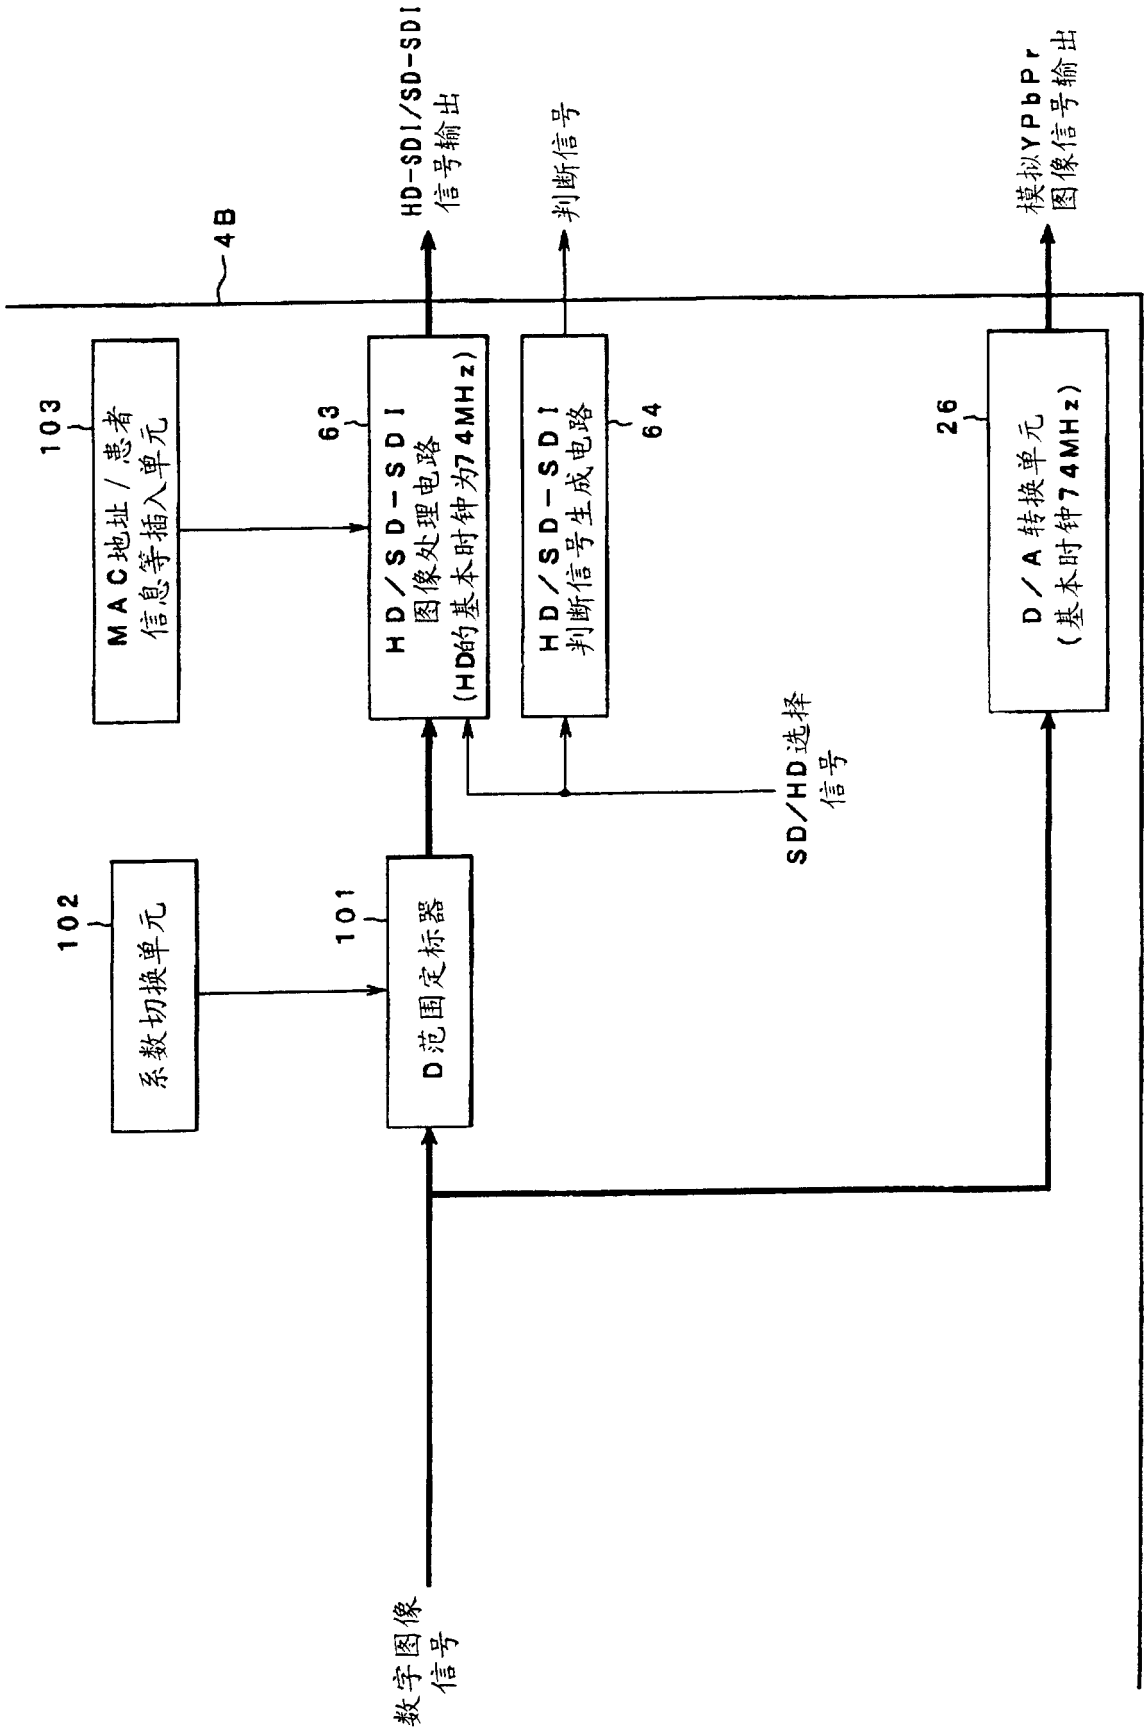 103
MAC地址/患者
信息等插入单元
4B
102
系数切换单元
63
HD/SD-SDI
图像处理电路
(HD的基本时钟为74MHz)
HD-SDI/SD-SDI
信号输出
101
D范围定标器
数字图像
信号
HD/SD-SDI
判断信号生成电路
64
判断信号
SD/HD选择
信号
26
D/A转换单元
(基本时钟74MHz)
模拟YPbPr
图像信号输出